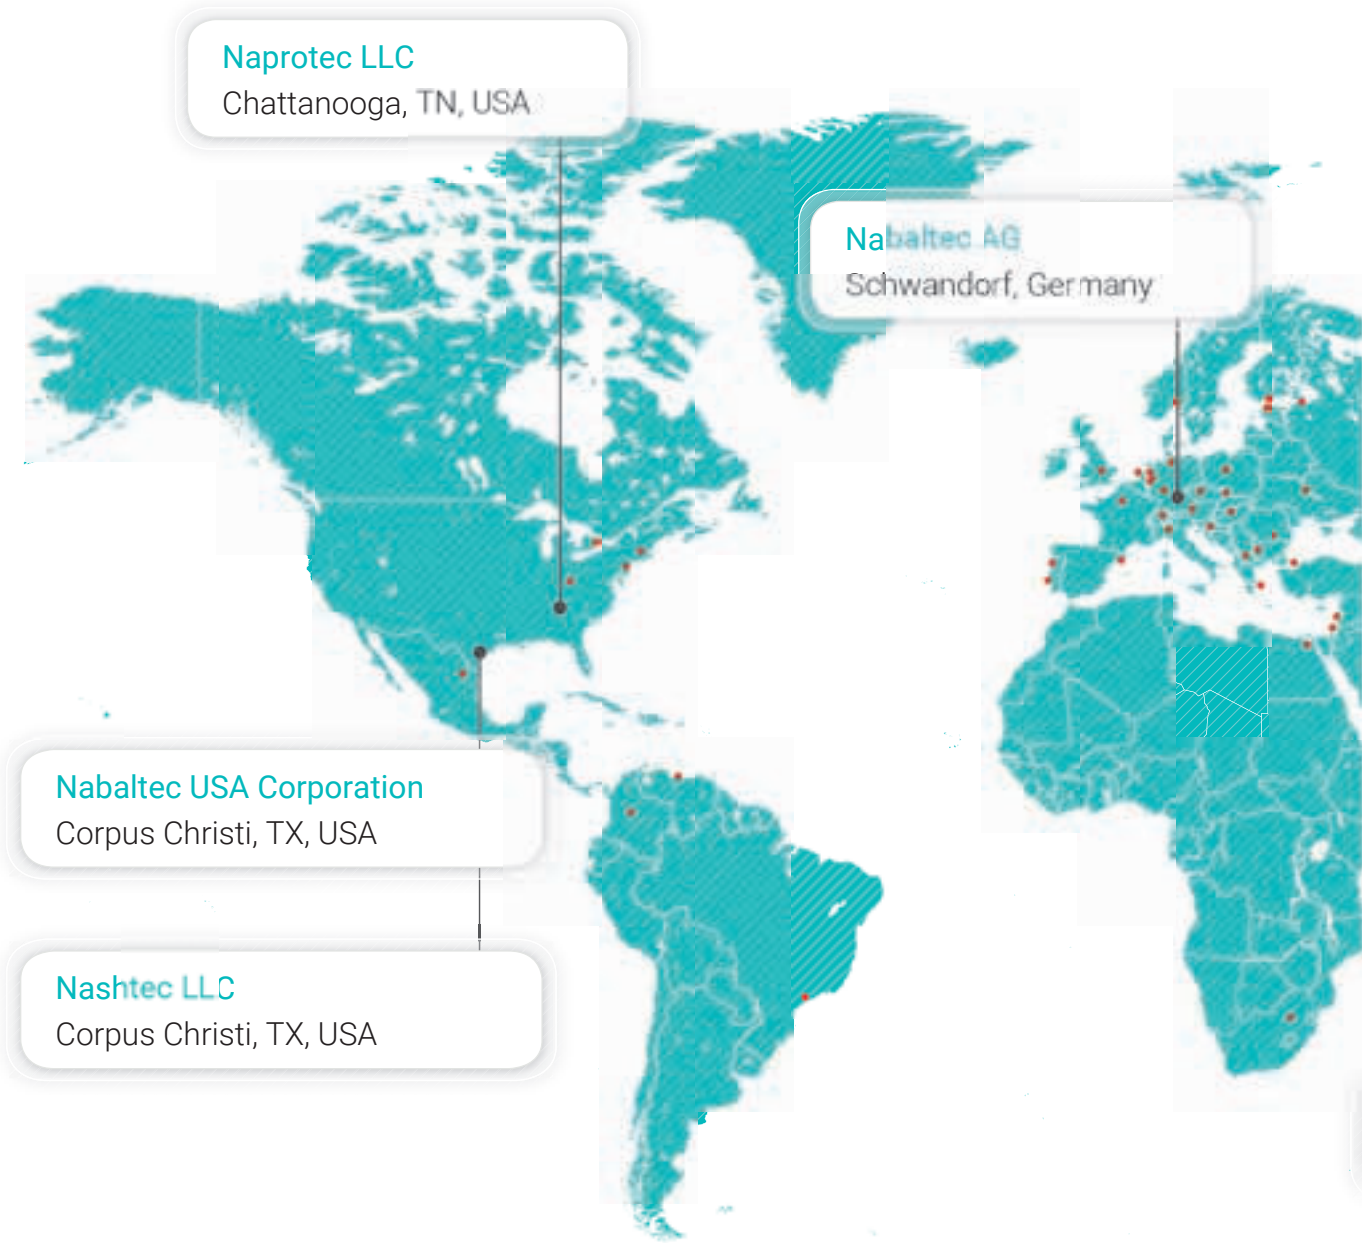 Naprotec LLC
Chattanooga, TN, USA
Nabaltec AG
Schwandorf, Germany
Nabaltec USA Corporation
Corpus Christi, TX, USA
Nashtec LLC
Corpus Christi, TX, USA